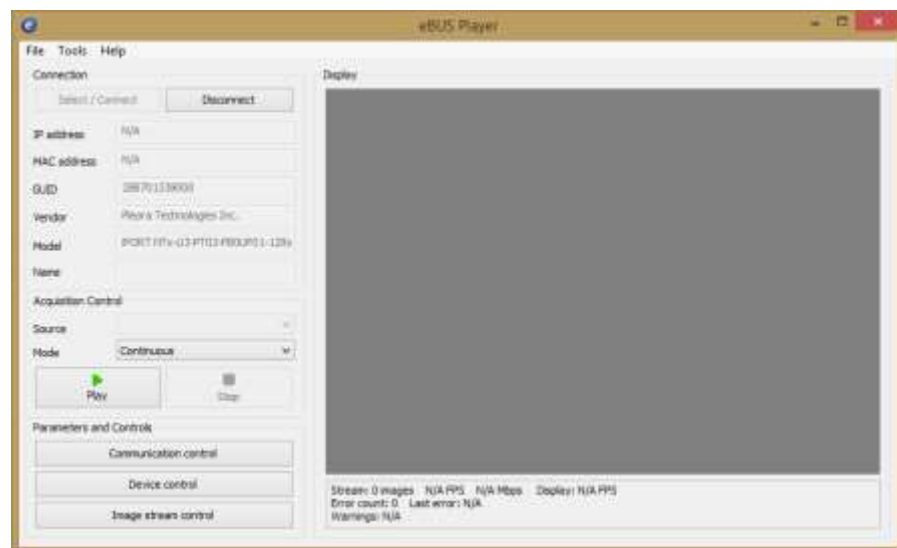 eBUS Player
File Tools Help
Connection
Select / Connect
Disconnect
IP address N/A
MAC address N/A
GUID
Vendor Pleora Technologies Inc.
Model
Name
Acquisition Control
Source
Mode Continuous
Play
Stop
Parameters and Controls
Communication control
Device control
Image stream control
Display
Stream: 0 images N/A FPS N/A Mbps Display: N/A FPS
Error count: 0 Last error: N/A
Warnings: N/A